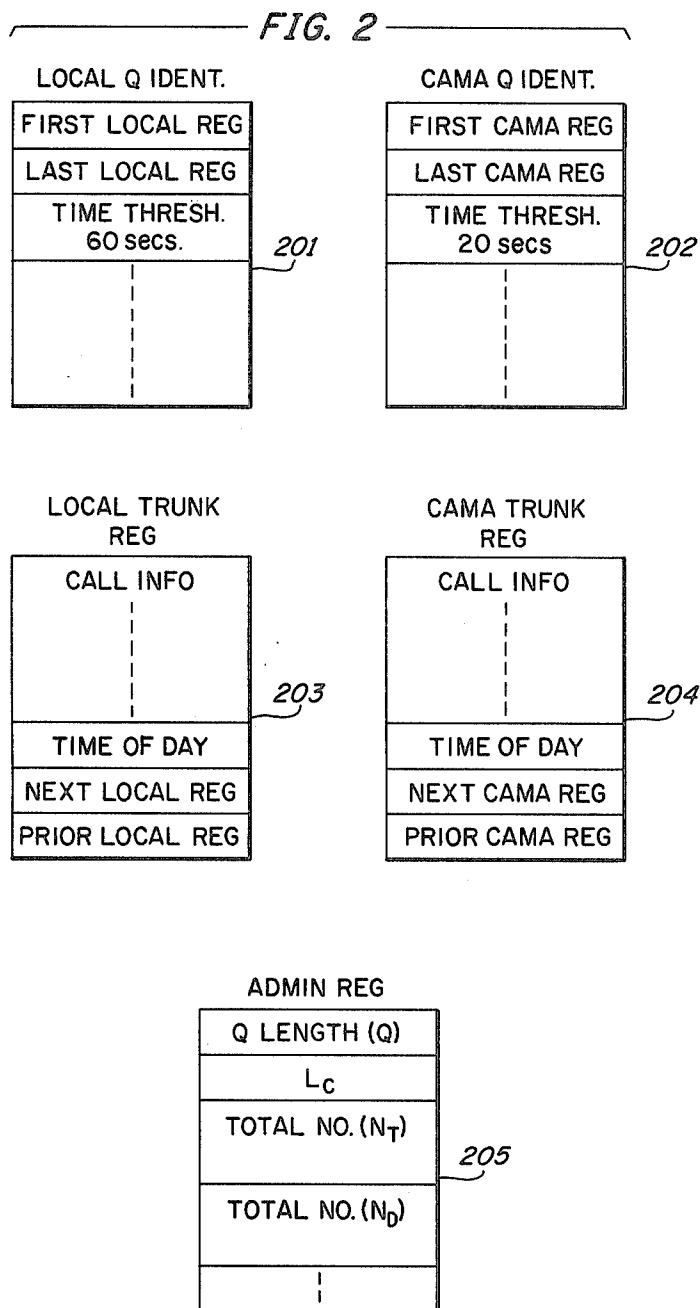 FIG. 2
LOCAL Q IDENT.
FIRST LOCAL REG
LAST LOCAL REG
TIME THRESH.
60 secs.
201
CAMA Q IDENT.
FIRST CAMA REG
LAST CAMA REG
TIME THRESH.
20 secs
202
LOCAL TRUNK
REG
CALL INFO
203
TIME OF DAY
NEXT LOCAL REG
PRIOR LOCAL REG
CAMA TRUNK
REG
CALL INFO
204
TIME OF DAY
NEXT CAMA REG
PRIOR CAMA REG
ADMIN REG
Q LENGTH (Q)
LC
TOTAL NO. (NT)
205
TOTAL NO. (ND)